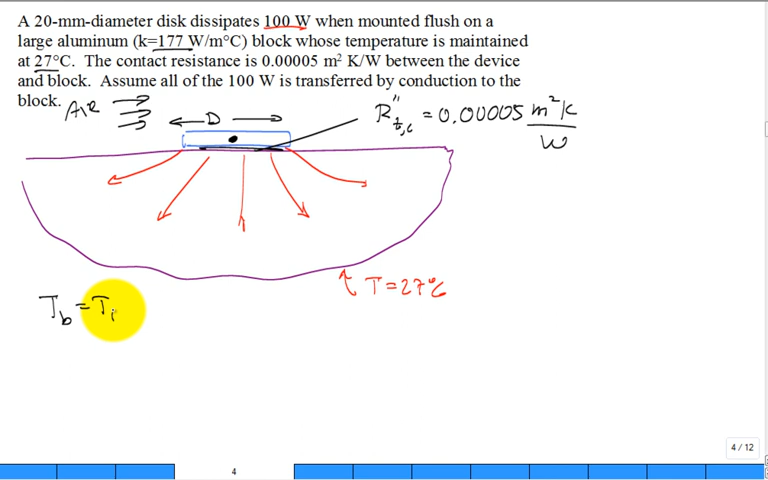 A 20-mm-diameter disk dissipates 100 W when mounted flush on a
large aluminum (k=177 W/m°C) block whose temperature is maintained
at 27°C.  The contact resistance is 0.00005 m² K/W between the device
and block.  Assume all of the 100 W is transferred by conduction to the
block.
AIR
D
R″t,c = 0.00005 m²K/W
T = 27°C
Tb = Ti
4 / 12
4